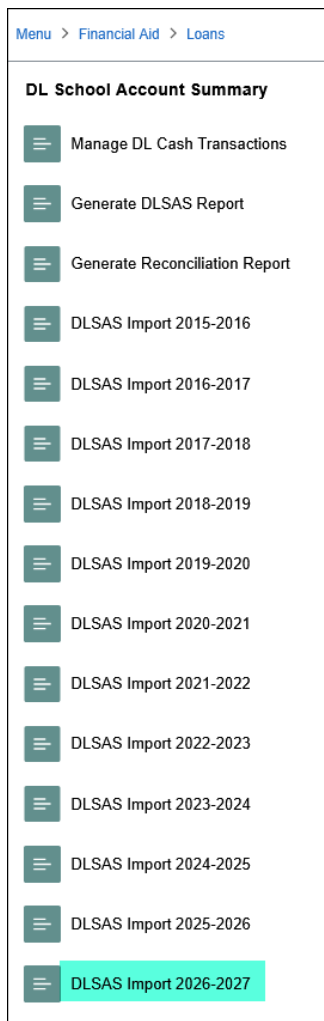 Menu > Financial Aid > Loans
DL School Account Summary
Manage DL Cash Transactions
Generate DLSAS Report
Generate Reconciliation Report
DLSAS Import 2015-2016
DLSAS Import 2016-2017
DLSAS Import 2017-2018
DLSAS Import 2018-2019
DLSAS Import 2019-2020
DLSAS Import 2020-2021
DLSAS Import 2021-2022
DLSAS Import 2022-2023
DLSAS Import 2023-2024
DLSAS Import 2024-2025
DLSAS Import 2025-2026
DLSAS Import 2026-2027